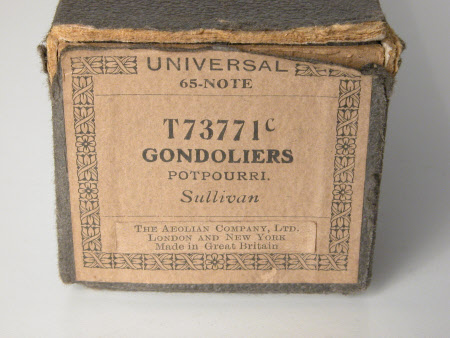 UNIVERSAL
65-NOTE
T73771c
GONDOLIERS
POTPOURRI.
Sullivan
THE AEOLIAN COMPANY, LTD.
LONDON AND NEW YORK
Made in Great Britain